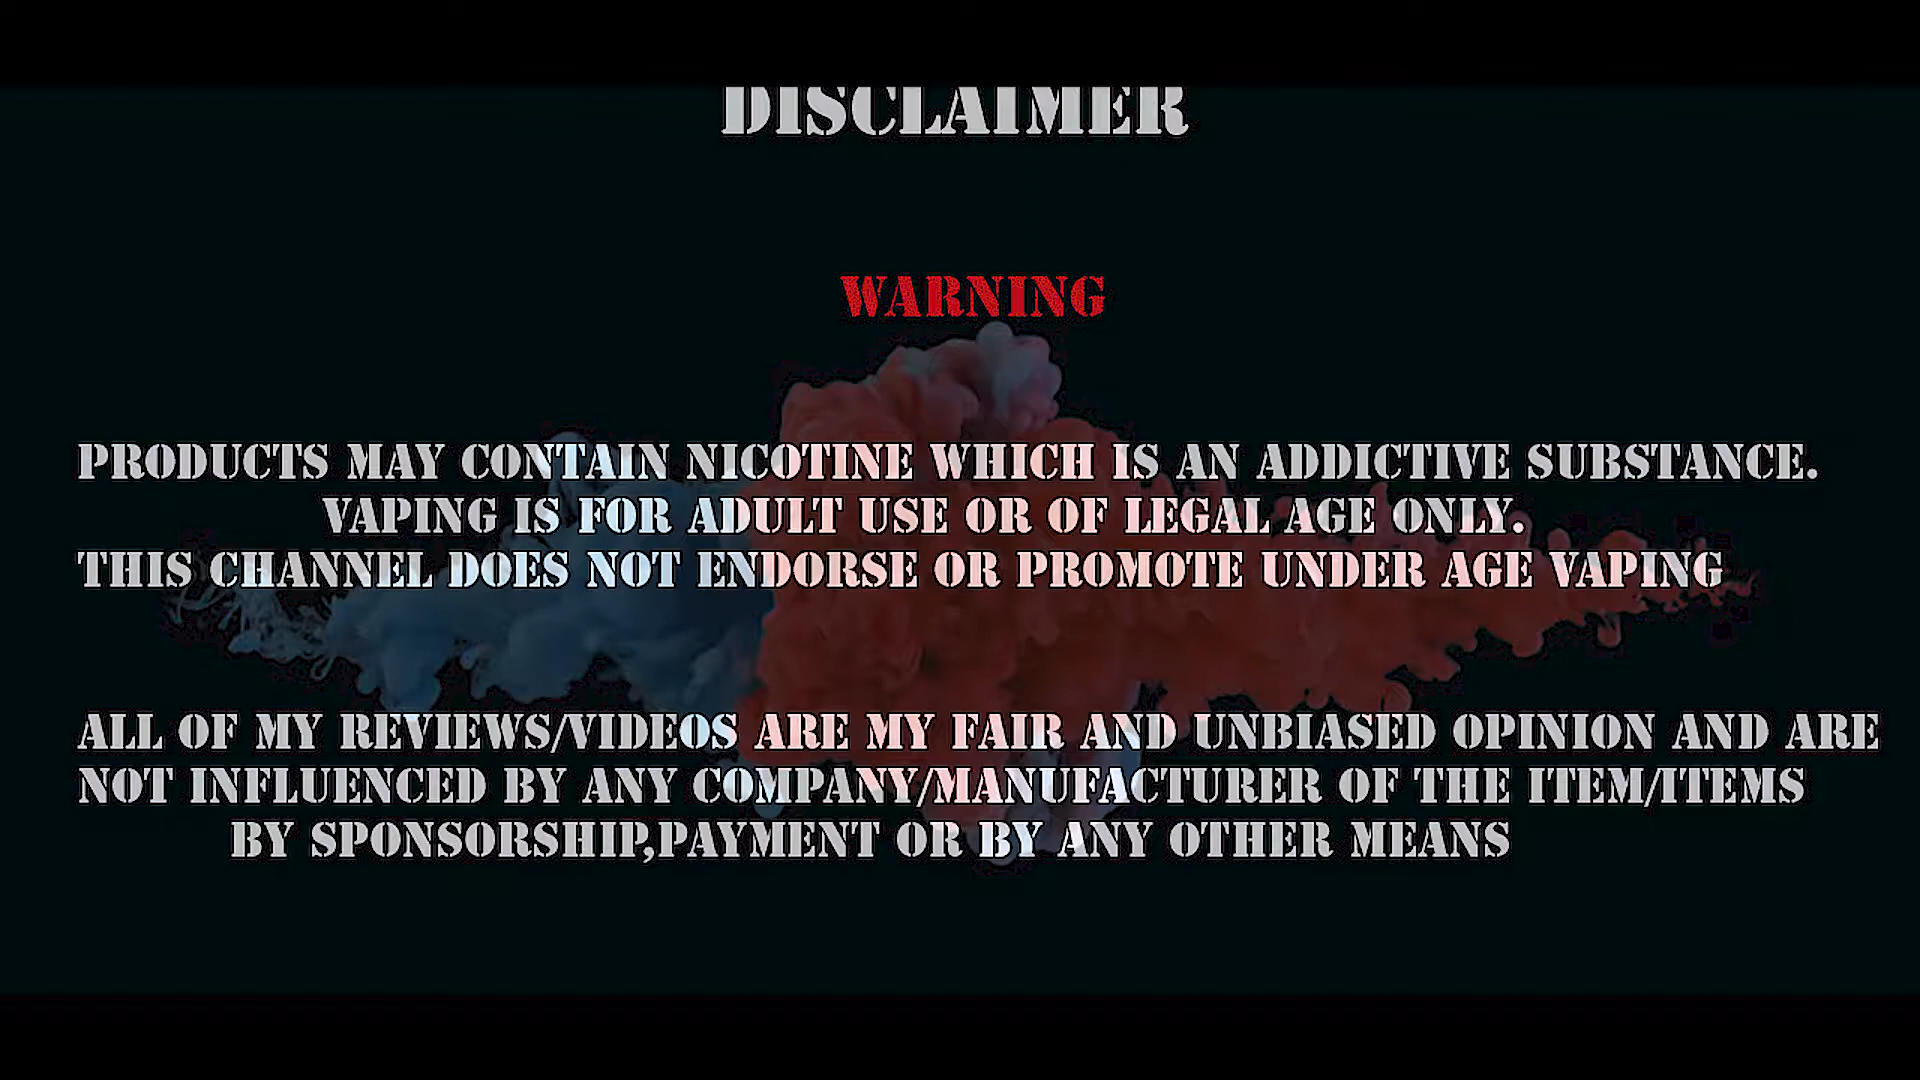 DISCLAIMER
WARNING
PRODUCTS MAY CONTAIN NICOTINE WHICH IS AN ADDICTIVE SUBSTANCE.
VAPING IS FOR ADULT USE OR OF LEGAL AGE ONLY.
THIS CHANNEL DOES NOT ENDORSE OR PROMOTE UNDER AGE VAPING
ALL OF MY REVIEWS/VIDEOS ARE MY FAIR AND UNBIASED OPINION AND ARE
NOT INFLUENCED BY ANY COMPANY/MANUFACTURER OF THE ITEM/ITEMS
BY SPONSORSHIP,PAYMENT OR BY ANY OTHER MEANS